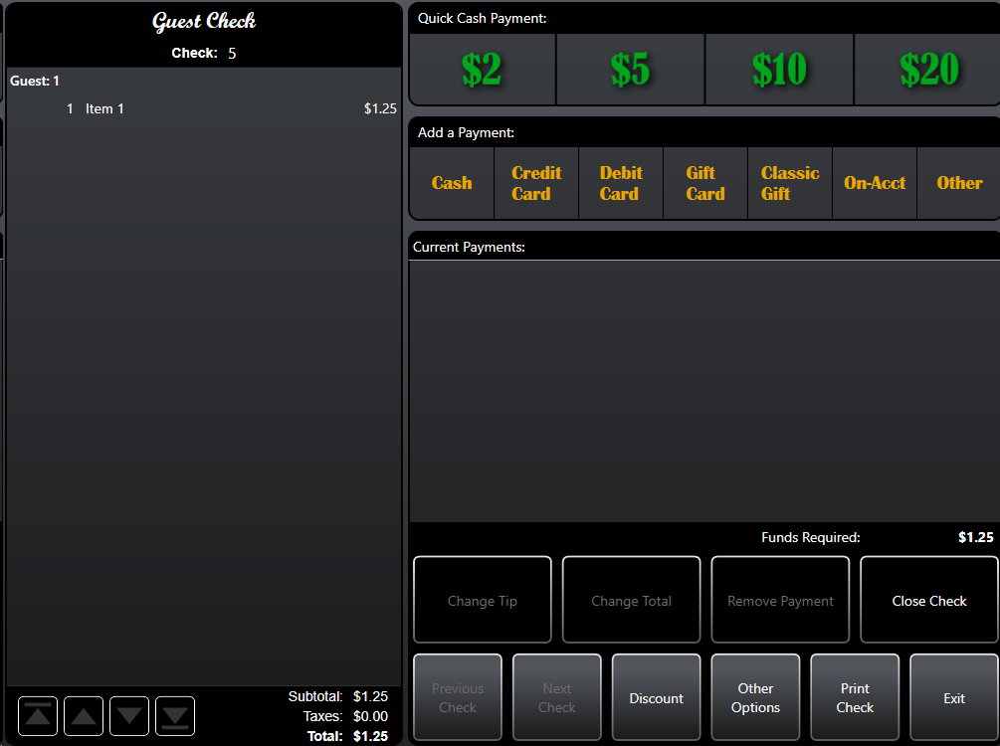 Guest Check
Check: 5
Guest: 1
1 Item 1 $1.25
Subtotal: $1.25
Taxes: $0.00
Total: $1.25
Quick Cash Payment:
$2 $5 $10 $20
Add a Payment:
Cash
Credit
Card
Debit
Card
Gift
Card
Classic
Gift
On-Acct
Other
Current Payments:
Funds Required: $1.25
Change Tip
Change Total
Remove Payment
Close Check
Previous
Check
Next
Check
Discount
Other
Options
Print
Check
Exit